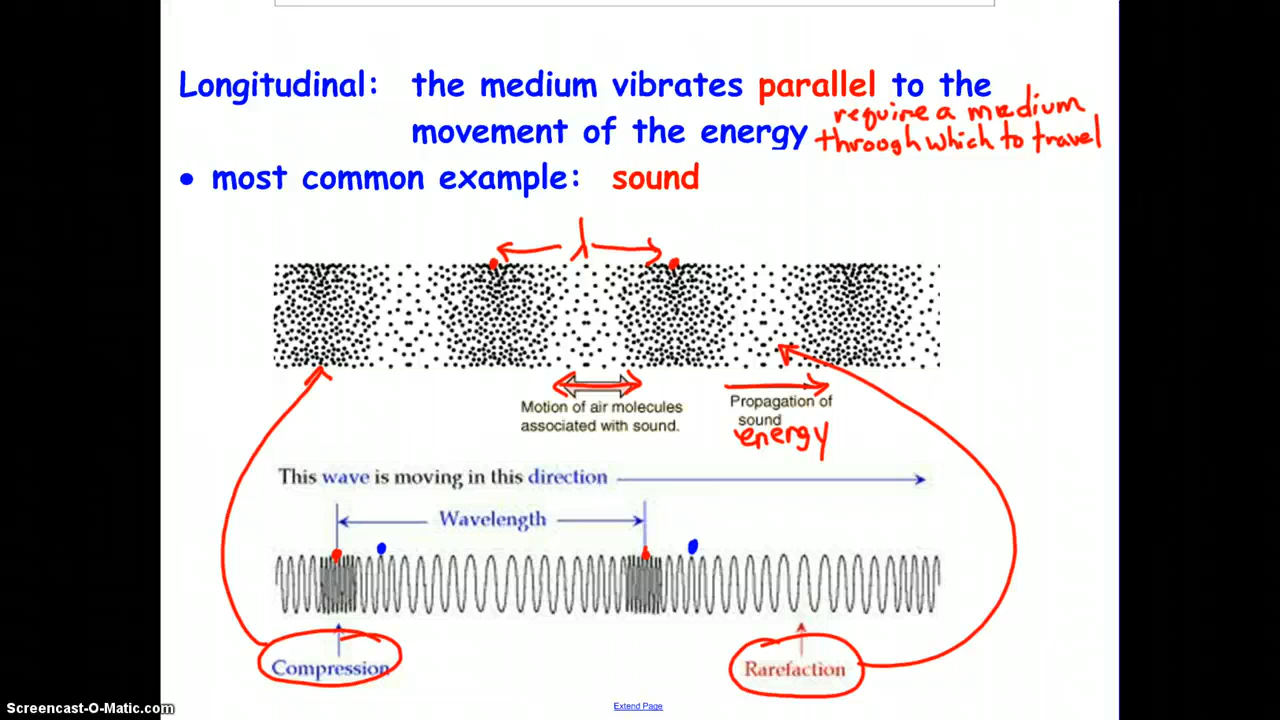 Longitudinal: the medium vibrates parallel to the
movement of the energy
require a medium
through which to travel
• most common example: sound
λ
Motion of air molecules
associated with sound.
Propagation of
sound
energy
This wave is moving in this direction
Wavelength
Compression
Rarefaction
Screencast-O-Matic.com
Extend Page